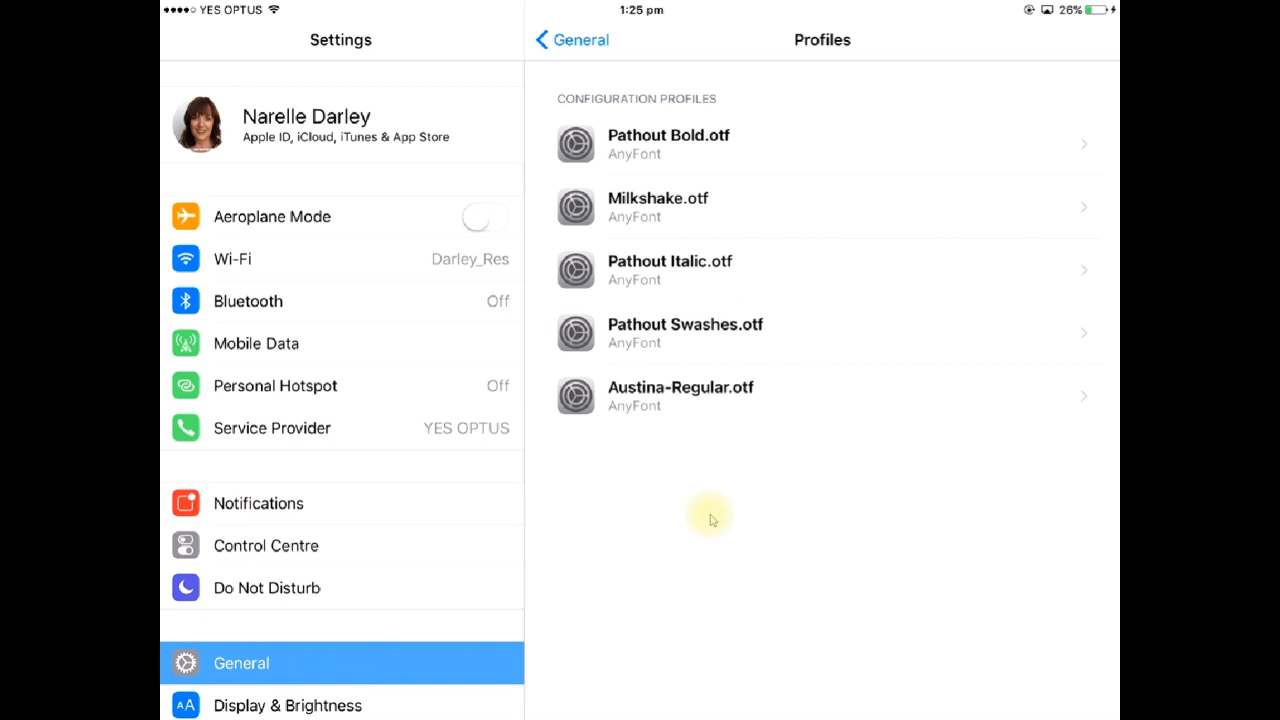 YES OPTUS
1:25 pm
26%
Settings
General
Profiles
Narelle Darley
Apple ID, iCloud, iTunes & App Store
Aeroplane Mode
Wi-Fi
Darley_Res
Bluetooth
Off
Mobile Data
Personal Hotspot
Off
Service Provider
YES OPTUS
Notifications
Control Centre
Do Not Disturb
General
AA
Display & Brightness
CONFIGURATION PROFILES
Pathout Bold.otf
AnyFont
Milkshake.otf
AnyFont
Pathout Italic.otf
AnyFont
Pathout Swashes.otf
AnyFont
Austina-Regular.otf
AnyFont